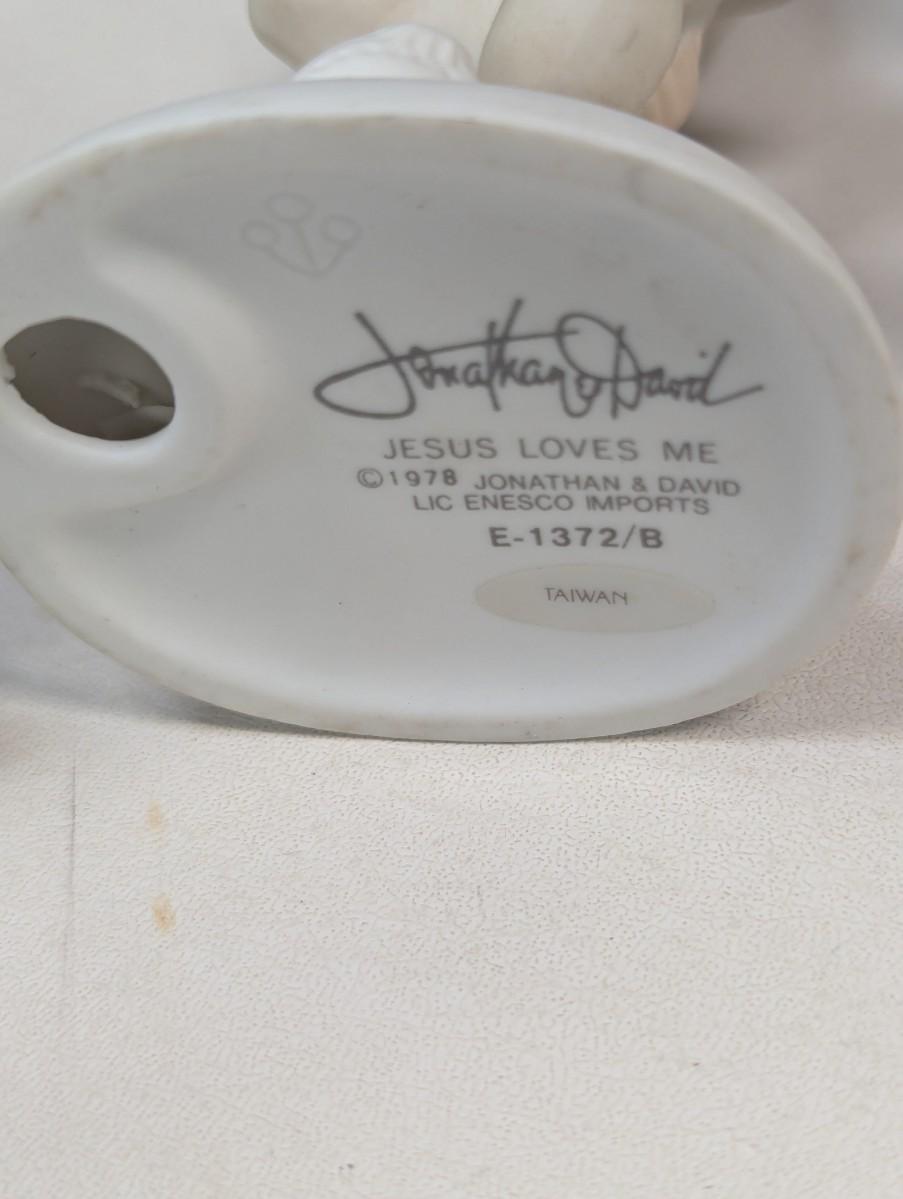 Jonathan & David
JESUS LOVES ME
©1978 JONATHAN & DAVID
LIC ENESCO IMPORTS
E-1372/B
TAIWAN